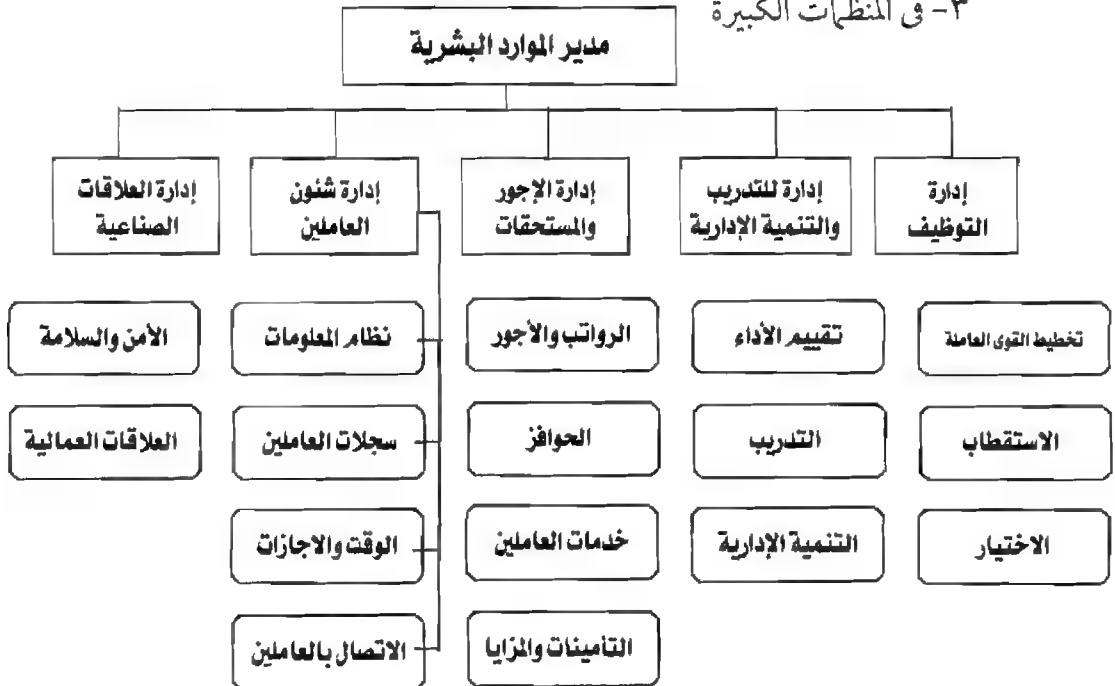 ٣- في المنظمات الكبيرة
مدير الموارد البشرية
إدارة
التوظيف
إدارة للتدريب
والتنمية الإدارية
إدارة الإجور
والمستحقات
إدارة شئون
العاملين
إدارة العلاقات
الصناعية
تخطيط القوى العاملة
تقييم الأداء
الرواتب والأجور
نظام المعلومات
الأمن والسلامة
الاستقطاب
التدريب
الحوافز
سجلات العاملين
العلاقات العمالية
الاختيار
التنمية الإدارية
خدمات العاملين
الوقت والاجازات
التأمينات والمزايا
الاتصال بالعاملين